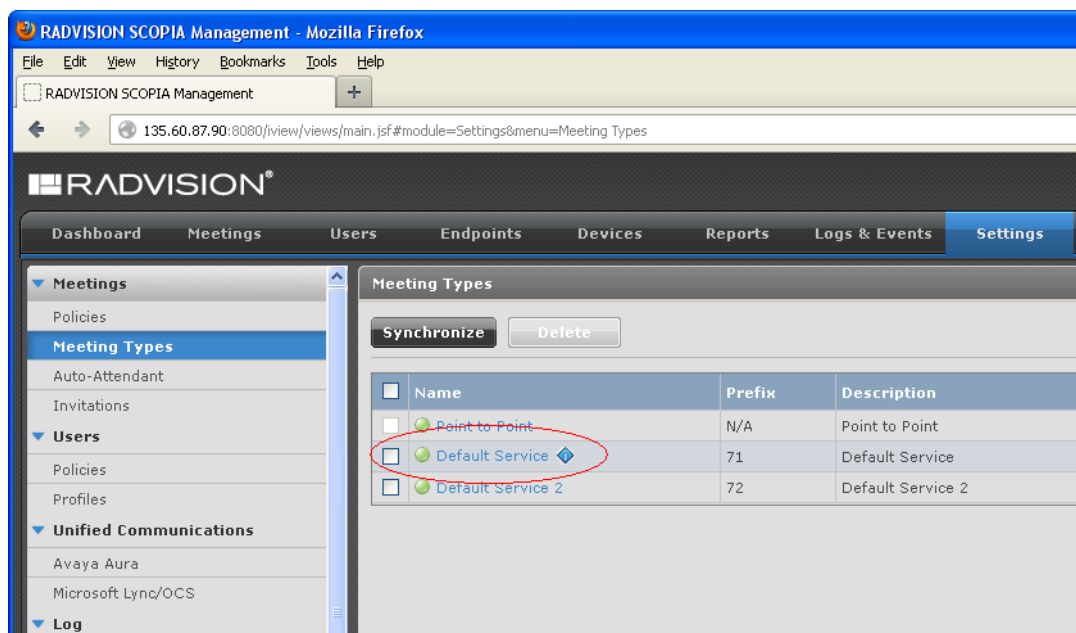 RADVISION SCOPIA Management - Mozilla Firefox
File Edit View History Bookmarks Tools Help
RADVISION SCOPIA Management +
135.60.87.90:8080/iview/views/main.jsf#module=Settings&menu=Meeting Types
RADVISION®
Dashboard Meetings Users Endpoints Devices Reports Logs & Events Settings
Meetings
Policies
Meeting Types
Auto-Attendant
Invitations
Users
Policies
Profiles
Unified Communications
Avaya Aura
Microsoft Lync/OCS
Log
Meeting Types
Synchronize Delete
Name Prefix Description
Point to Point N/A Point to Point
Default Service 71 Default Service
Default Service 2 72 Default Service 2